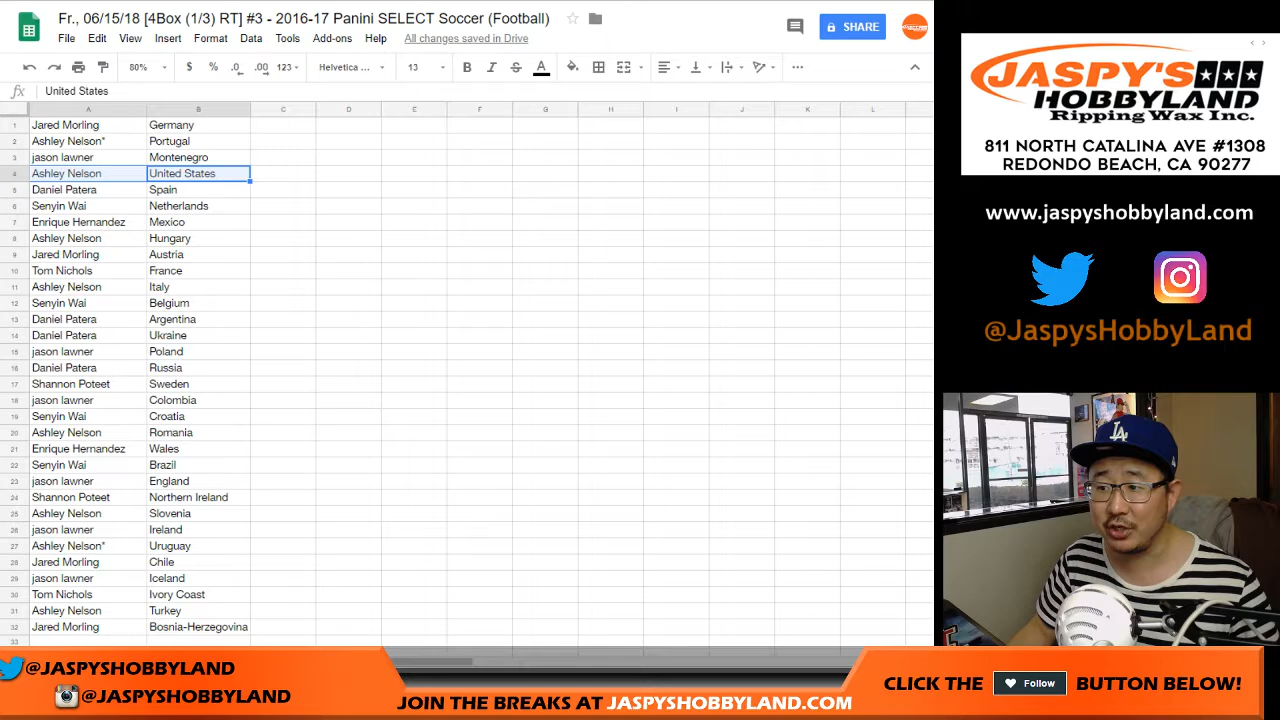 Fr., 06/15/18 [4Box (1/3) RT] #3 - 2016-17 Panini SELECT Soccer (Football)
File Edit View Insert Format Data Tools Add-ons Help All changes saved in Drive
SHARE
80% $ % .0 .00 123 Helvetica ... 13 B I S A
fx United States
A B C D E F G H I J K L
1 Jared Morling Germany
2 Ashley Nelson* Portugal
3 jason lawner Montenegro
4 Ashley Nelson United States
5 Daniel Patera Spain
6 Senyin Wai Netherlands
7 Enrique Hernandez Mexico
8 Ashley Nelson Hungary
9 Jared Morling Austria
10 Tom Nichols France
11 Ashley Nelson Italy
12 Senyin Wai Belgium
13 Daniel Patera Argentina
14 Daniel Patera Ukraine
15 jason lawner Poland
16 Daniel Patera Russia
17 Shannon Poteet Sweden
18 jason lawner Colombia
19 Senyin Wai Croatia
20 Ashley Nelson Romania
21 Enrique Hernandez Wales
22 Senyin Wai Brazil
23 jason lawner England
24 Shannon Poteet Northern Ireland
25 Ashley Nelson Slovenia
26 jason lawner Ireland
27 Ashley Nelson* Uruguay
28 Jared Morling Chile
29 jason lawner Iceland
30 Tom Nichols Ivory Coast
31 Ashley Nelson Turkey
32 Jared Morling Bosnia-Herzegovina
33
JASPY'S
HOBBYLAND
Ripping Wax Inc.
811 NORTH CATALINA AVE #1308
REDONDO BEACH, CA 90277
www.jaspyshobbyland.com
@JaspysHobbyLand
LA
@JASPYSHOBBYLAND
@JASPYSHOBBYLAND
JOIN THE BREAKS AT JASPYSHOBBYLAND.COM
CLICK THE Follow BUTTON BELOW!